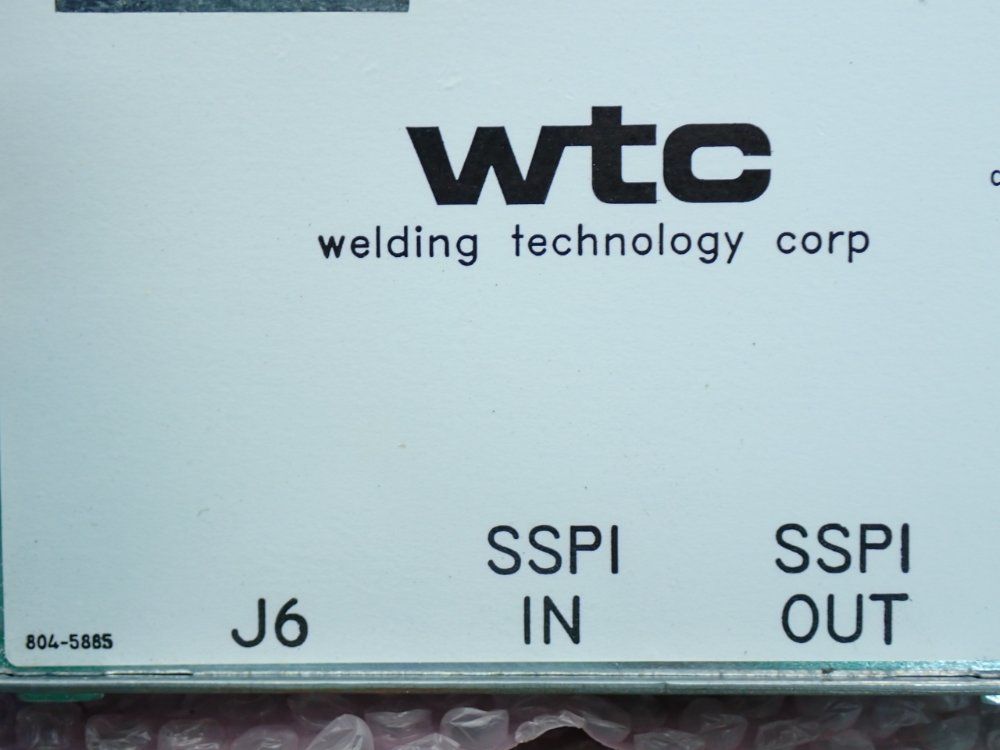 wtc
welding technology corp
SSPI
IN
SSPI
OUT
J6
804-5885